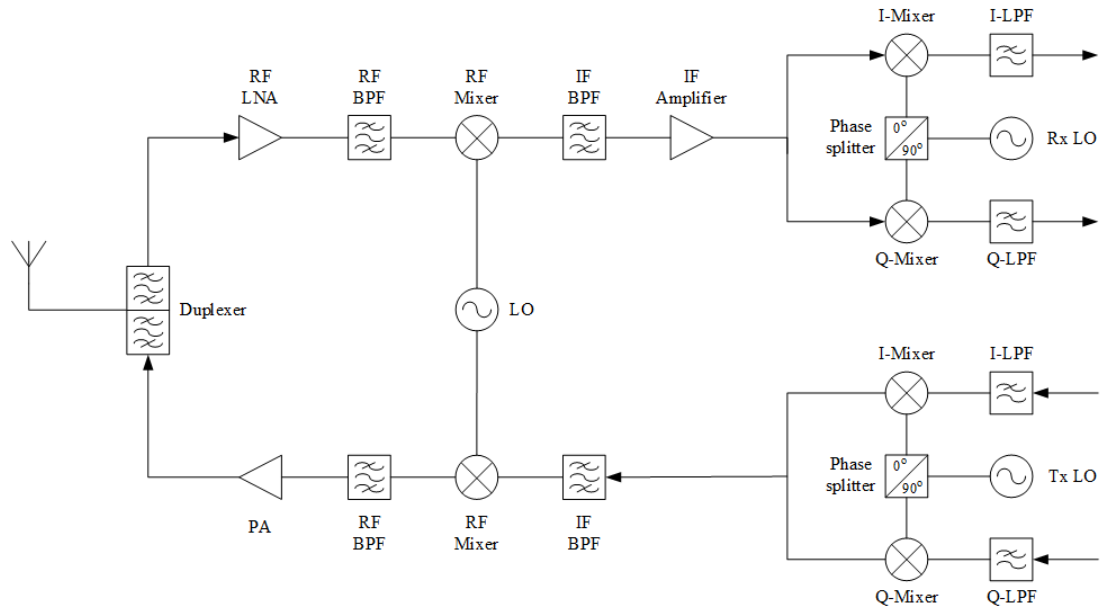 I-Mixer
I-LPF
RF
LNA
RF
BPF
RF
Mixer
IF
BPF
IF
Amplifier
Phase
splitter
0°
90°
Rx LO
Q-Mixer
Q-LPF
Duplexer
LO
I-Mixer
I-LPF
Phase
splitter
0°
90°
Tx LO
PA
RF
BPF
RF
Mixer
IF
BPF
Q-Mixer
Q-LPF